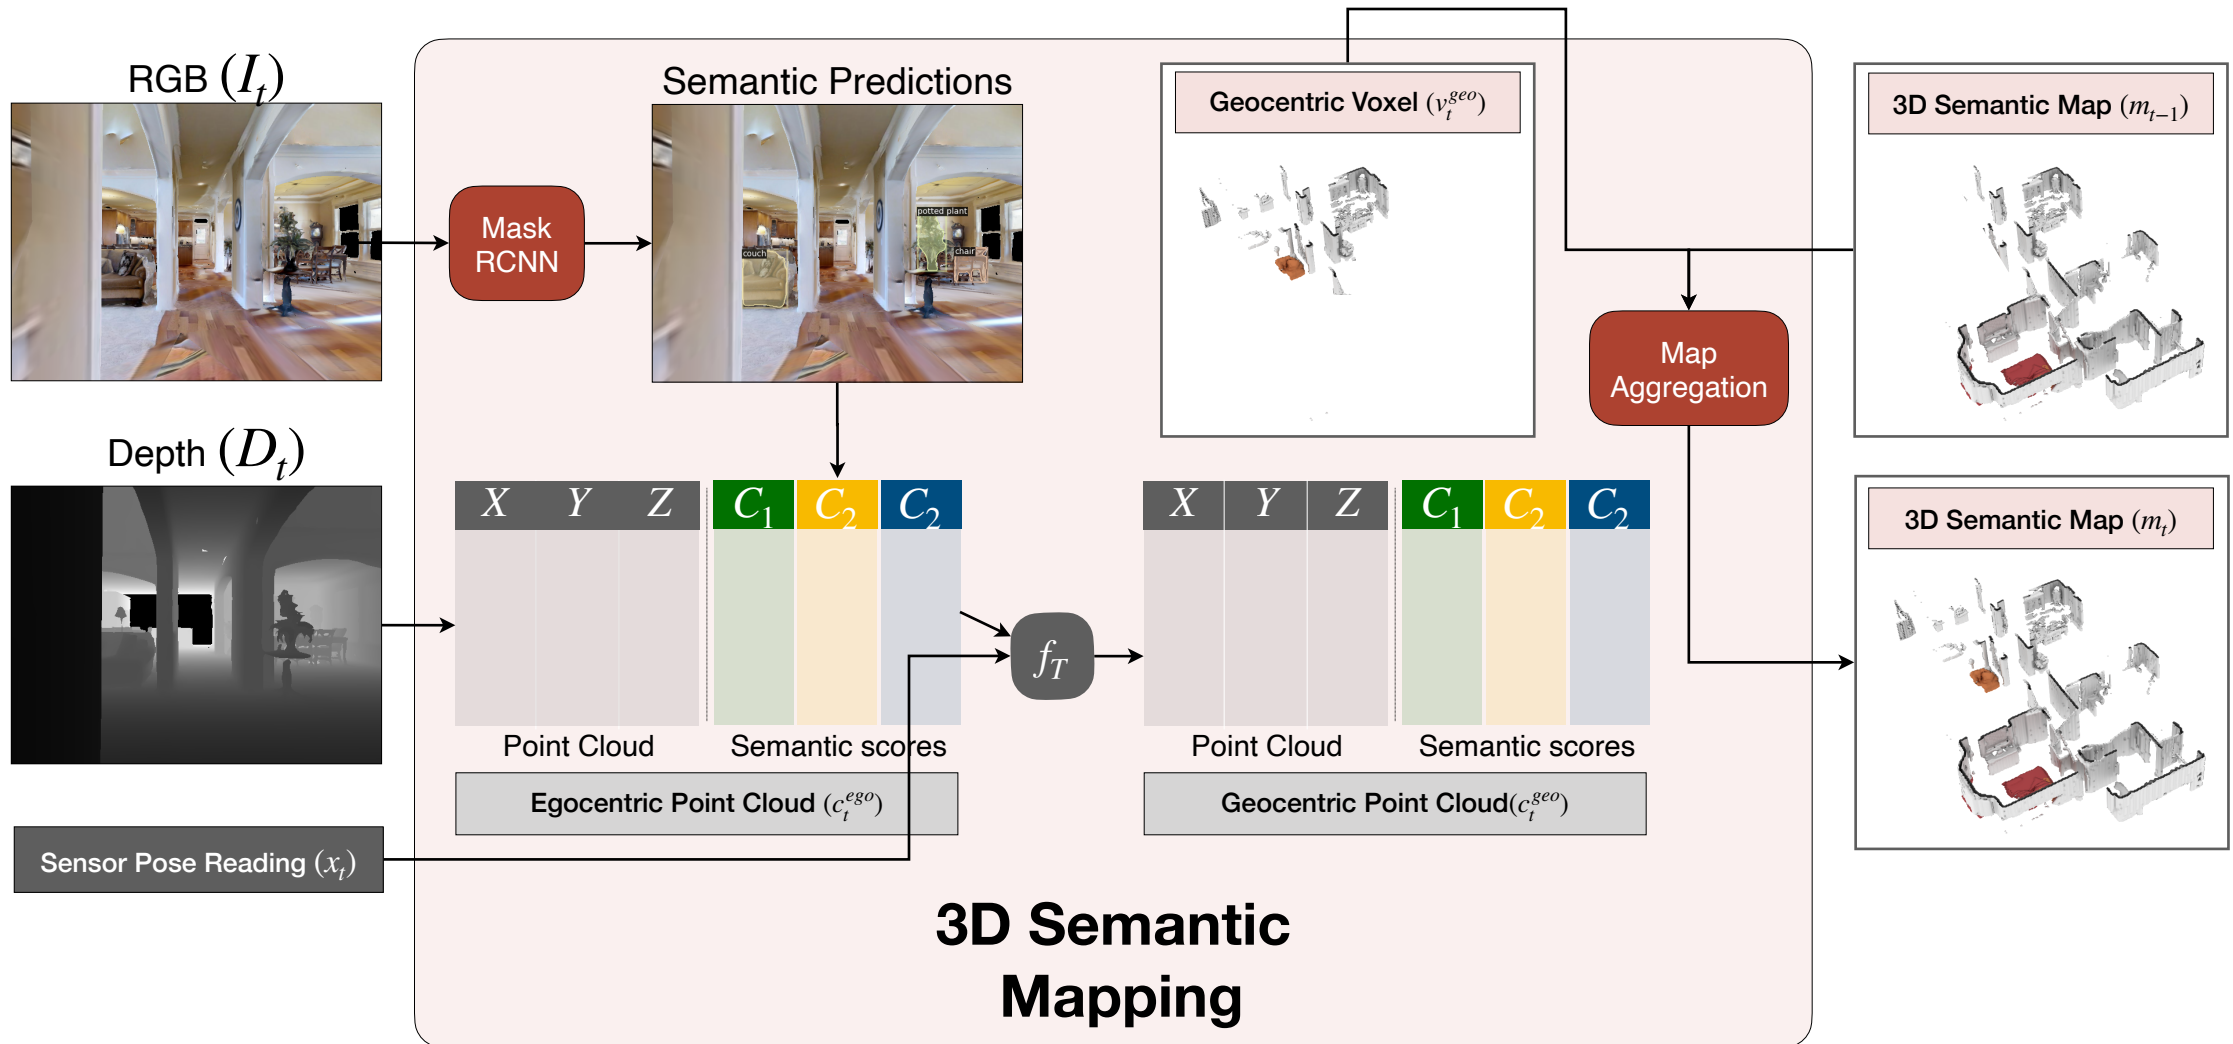 RGB (I_t)
Semantic Predictions
Geocentric Voxel (v_t^{geo})
3D Semantic Map (m_{t−1})
Mask
RCNN
potted plant
couch
chair
Map
Aggregation
Depth (D_t)
X Y Z C_1 C_2 C_2
X Y Z C_1 C_2 C_2
3D Semantic Map (m_t)
f_T
Point Cloud Semantic scores
Point Cloud Semantic scores
Egocentric Point Cloud (c_t^{ego})
Geocentric Point Cloud(c_t^{geo})
Sensor Pose Reading (x_t)
3D Semantic
Mapping